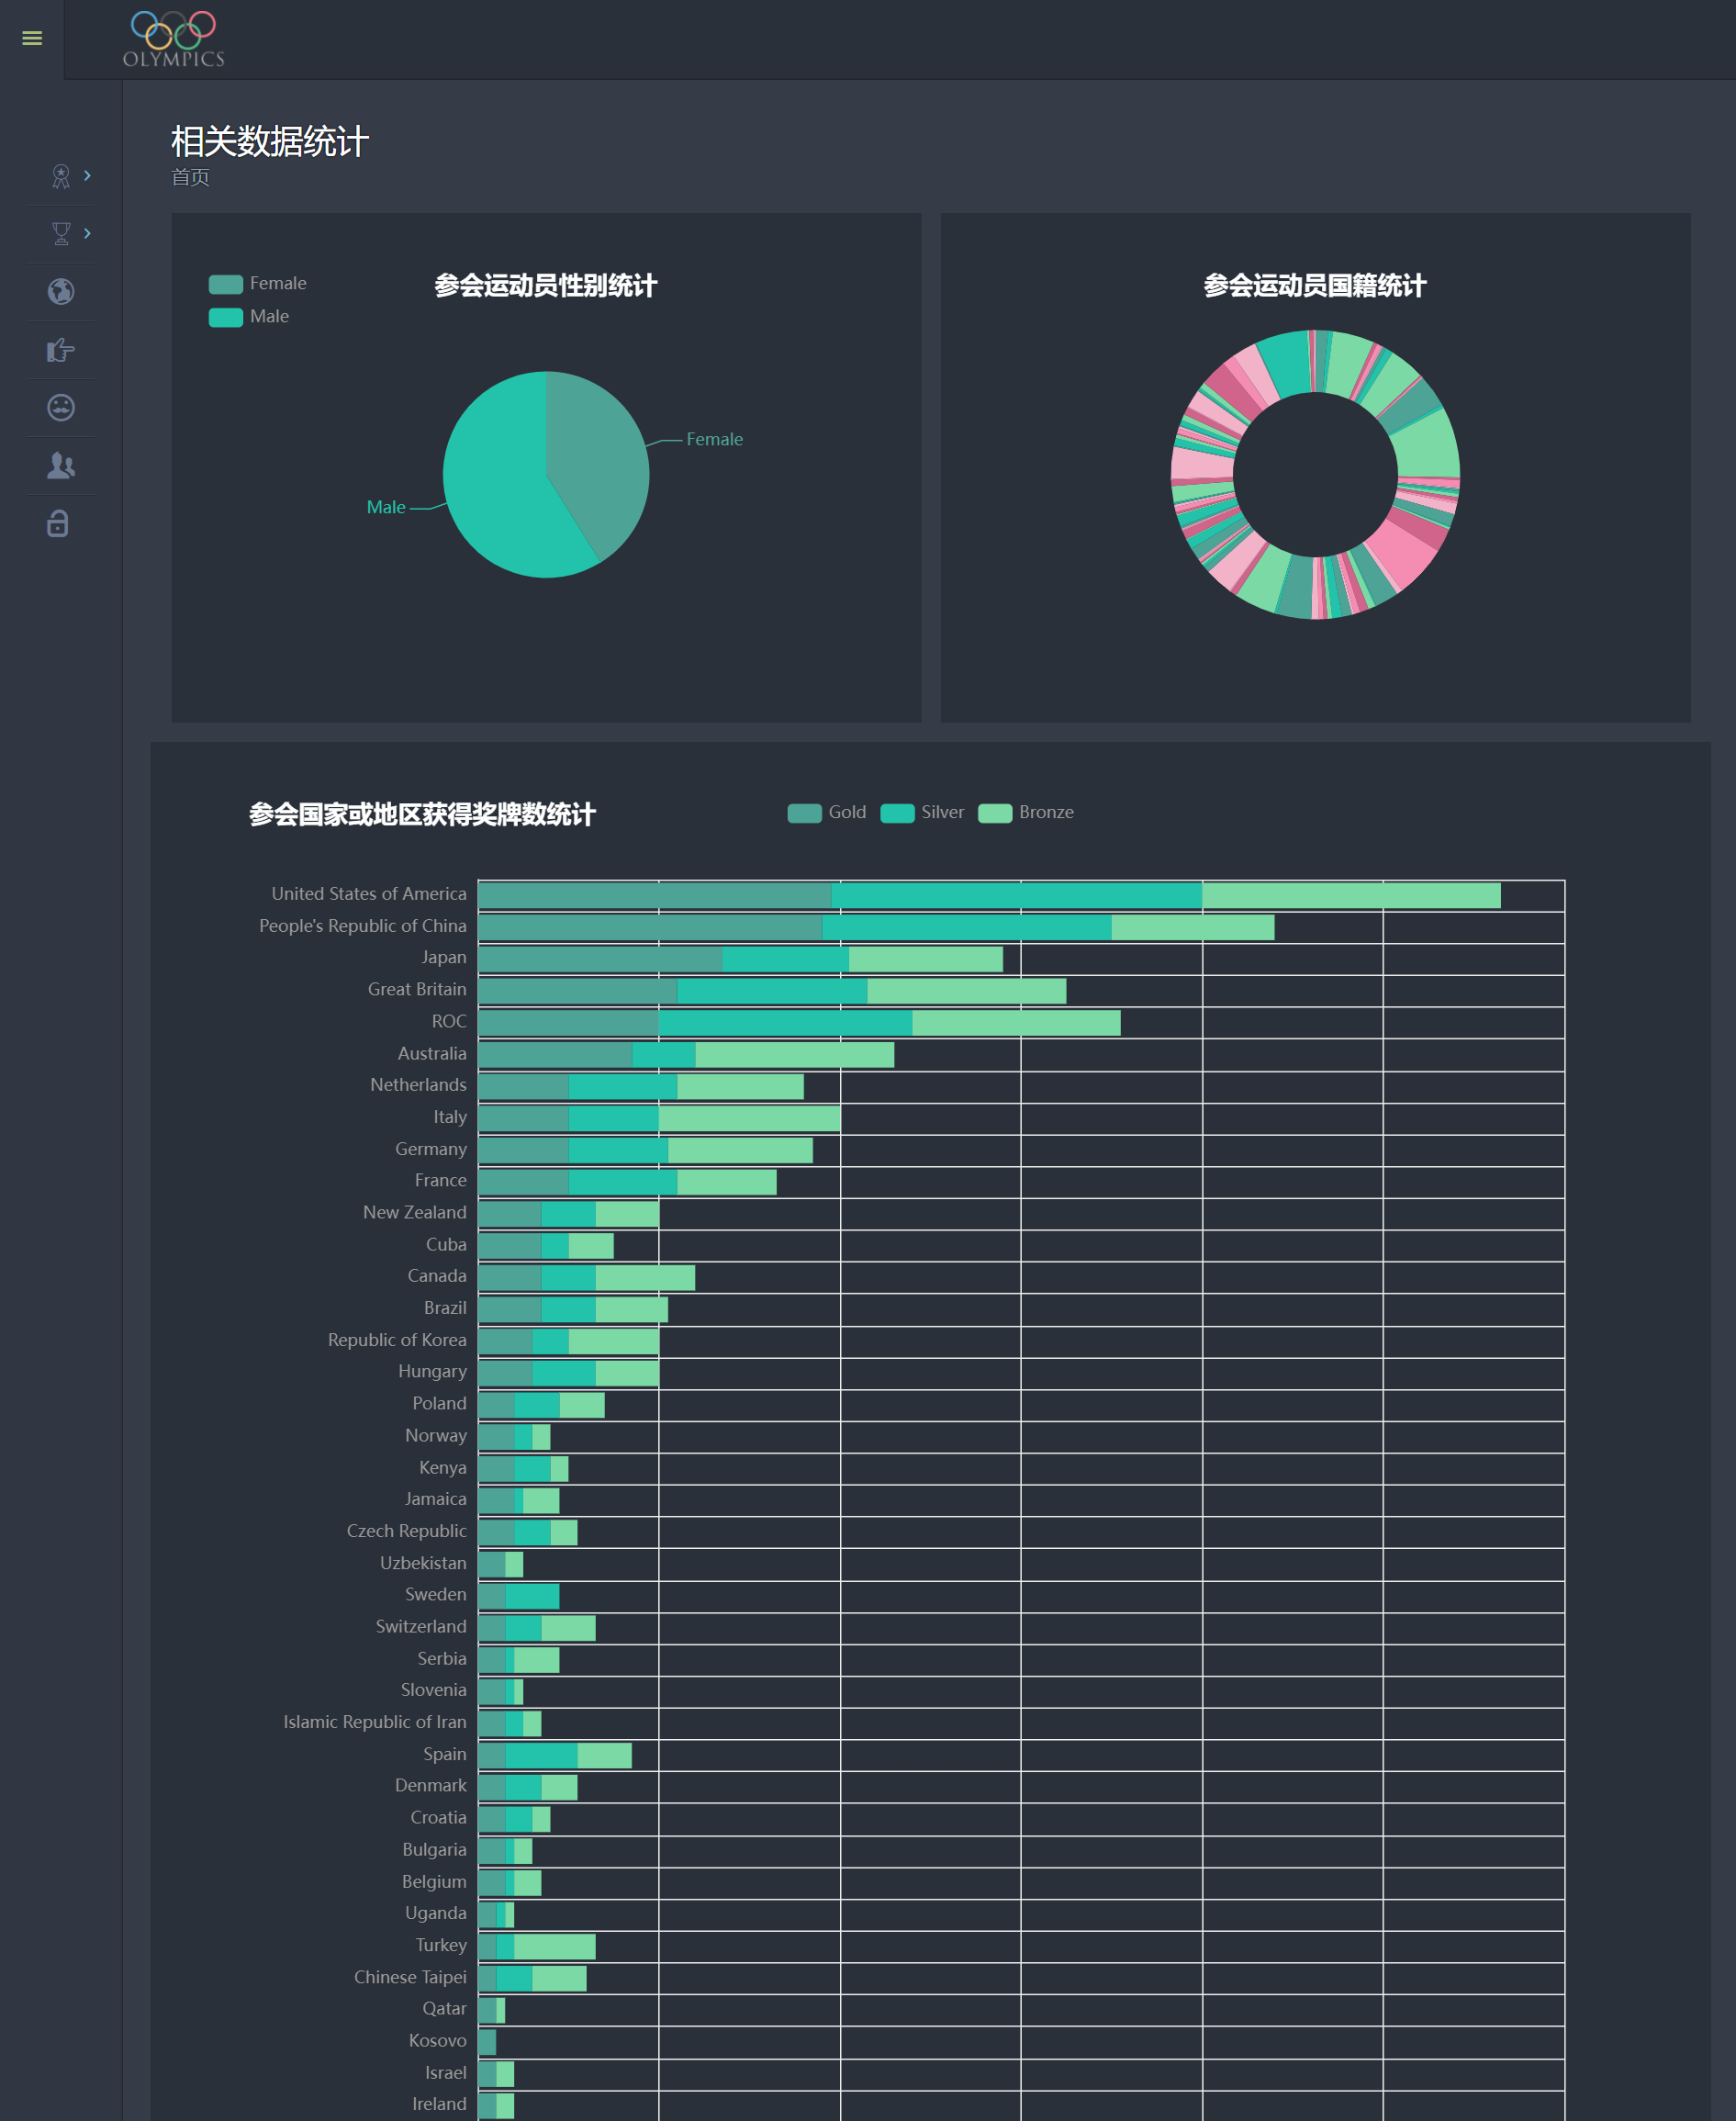 OLYMPICS
相关数据统计
首页
Female
Male
参会运动员性别统计
Female
Male
参会运动员国籍统计
参会国家或地区获得奖牌数统计
Gold Silver Bronze
United States of America
People's Republic of China
Japan
Great Britain
ROC
Australia
Netherlands
Italy
Germany
France
New Zealand
Cuba
Canada
Brazil
Republic of Korea
Hungary
Poland
Norway
Kenya
Jamaica
Czech Republic
Uzbekistan
Sweden
Switzerland
Serbia
Slovenia
Islamic Republic of Iran
Spain
Denmark
Croatia
Bulgaria
Belgium
Uganda
Turkey
Chinese Taipei
Qatar
Kosovo
Israel
Ireland